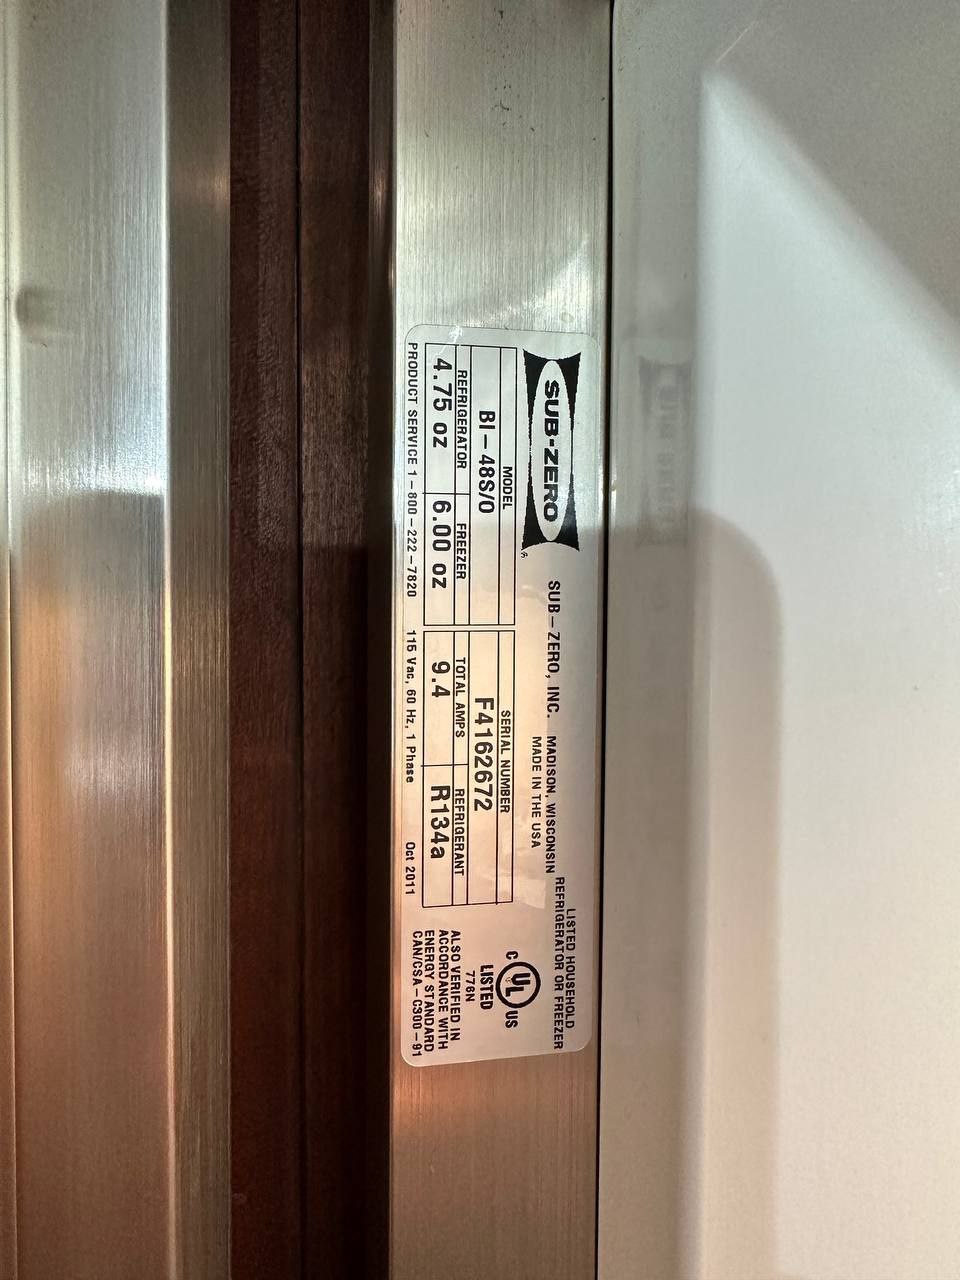 SUB-ZERO
®
SUB-ZERO, INC. MADISON, WISCONSIN
MADE IN THE USA
LISTED HOUSEHOLD
REFRIGERATOR OR FREEZER
MODEL
BI-48S/O
SERIAL NUMBER
F4162672
REFRIGERATOR
4.75 oz
FREEZER
6.00 oz
TOTAL AMPS
9.4
REFRIGERANT
R134a
PRODUCT SERVICE 1-800-222-7820
115 Vac, 60 Hz, 1 Phase
Oct 2011
C UL US
LISTED
776N
ALSO VERIFIED IN
ACCORDANCE WITH
ENERGY STANDARD
CAN/CSA-C300-91